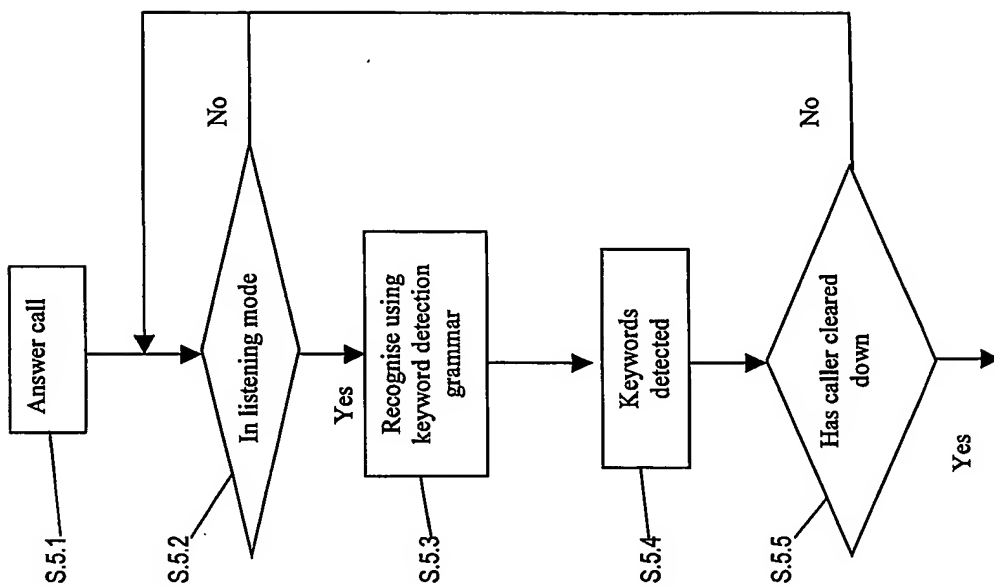 S.5.1
Answer call
S.5.2
In listening mode
No
Yes
S.5.3
Recognise using
keyword detection
grammar
S.5.4
Keywords
detected
S.5.5
Has caller cleared
down
No
Yes